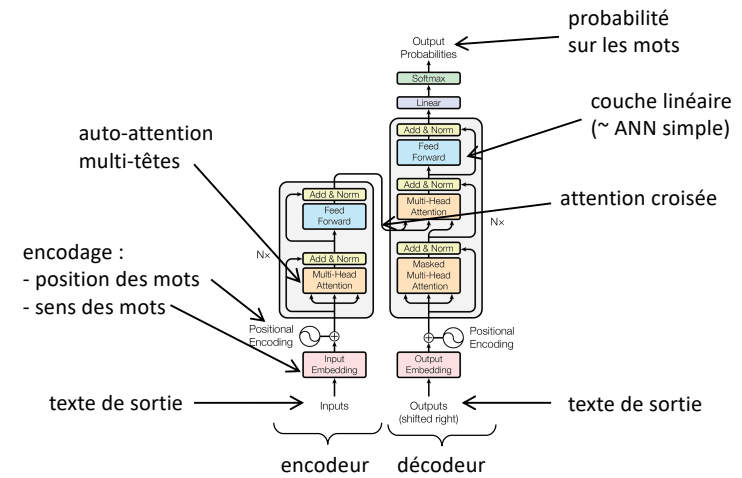 probabilité
sur les mots
Output
Probabilities
Softmax
Linear
couche linéaire
(~ ANN simple)
Add & Norm
Feed
Forward
auto-attention
multi-têtes
Add & Norm
Multi-Head
Attention
attention croisée
Add & Norm
Feed
Forward
Nx
Nx
encodage :
- position des mots
- sens des mots
Add & Norm
Multi-Head
Attention
Add & Norm
Masked
Multi-Head
Attention
Positional
Encoding
Positional
Encoding
Input
Embedding
Output
Embedding
texte de sortie
Inputs
Outputs
(shifted right)
texte de sortie
encodeur
décodeur